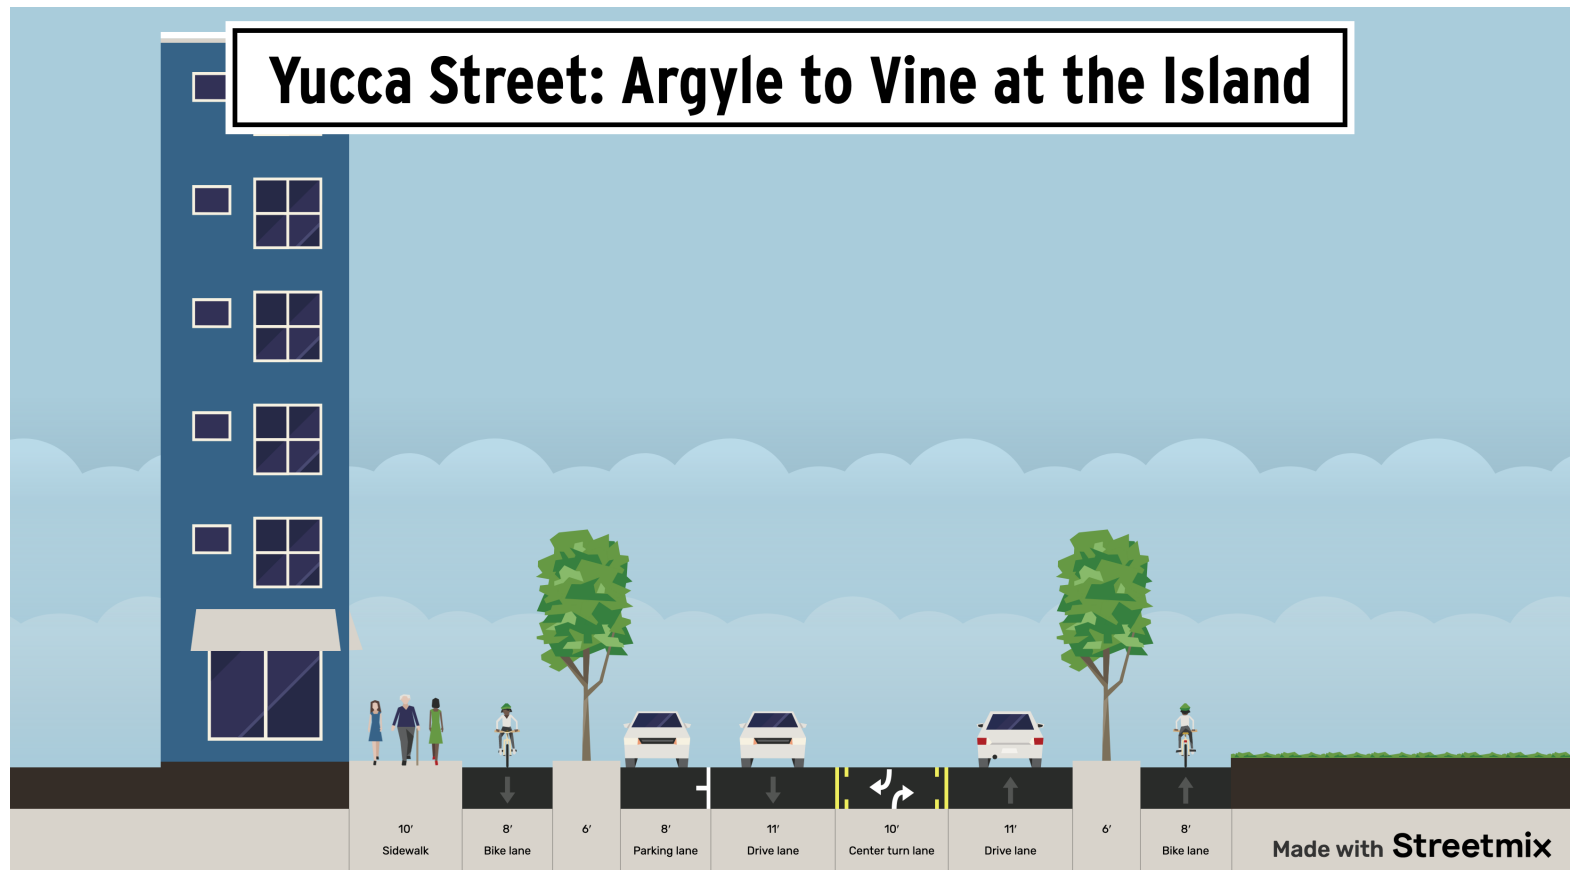 Yucca Street: Argyle to Vine at the Island
10′
Sidewalk
8′
Bike lane
6′
8′
Parking lane
11′
Drive lane
10′
Center turn lane
11′
Drive lane
6′
8′
Bike lane
Made with Streetmix